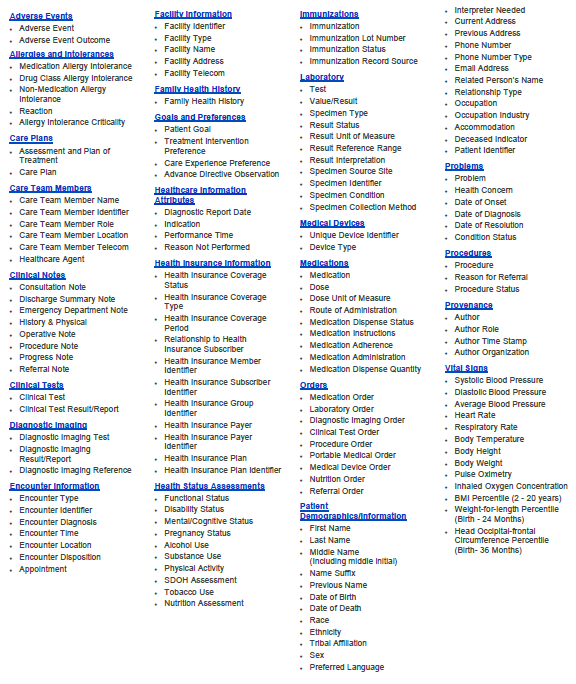 Adverse Events
Adverse Event
Adverse Event Outcome
Allergies and Intolerances
Medication Allergy Intolerance
Drug Class Allergy Intolerance
Non-Medication Allergy
Intolerance
Reaction
Allergy Intolerance Criticality
Care Plans
Assessment and Plan of
Treatment
Care Plan
Care Team Members
Care Team Member Name
Care Team Member Identifier
Care Team Member Role
Care Team Member Location
Care Team Member Telecom
Healthcare Agent
Clinical Notes
Consultation Note
Discharge Summary Note
Emergency Department Note
History & Physical
Operative Note
Procedure Note
Progress Note
Referral Note
Clinical Tests
Clinical Test
Clinical Test Result/Report
Diagnostic Imaging
Diagnostic Imaging Test
Diagnostic Imaging
Result/Report
Diagnostic Imaging Reference
Encounter Information
Encounter Type
Encounter Identifier
Encounter Diagnosis
Encounter Time
Encounter Location
Encounter Disposition
Appointment
Facility Information
Facility Identifier
Facility Type
Facility Name
Facility Address
Facility Telecom
Family Health History
Family Health History
Goals and Preferences
Patient Goal
Treatment Intervention
Preference
Care Experience Preference
Advance Directive Observation
Healthcare Information
Attributes
Diagnostic Report Date
Indication
Performance Time
Reason Not Performed
Health Insurance Information
Health Insurance Coverage
Status
Health Insurance Coverage
Type
Health Insurance Coverage
Period
Relationship to Health
Insurance Subscriber
Health Insurance Member
Identifier
Health Insurance Subscriber
Identifier
Health Insurance Group
Identifier
Health Insurance Payer
Health Insurance Payer
Identifier
Health Insurance Plan
Health Insurance Plan Identifier
Health Status Assessments
Functional Status
Disability Status
Mental/Cognitive Status
Pregnancy Status
Alcohol Use
Substance Use
Physical Activity
SDOH Assessment
Tobacco Use
Nutrition Assessment
Immunizations
Immunization
Immunization Lot Number
Immunization Status
Immunization Record Source
Laboratory
Test
Value/Result
Specimen Type
Result Status
Result Unit of Measure
Result Reference Range
Result Interpretation
Specimen Source Site
Specimen Identifier
Specimen Condition
Specimen Collection Method
Medical Devices
Unique Device Identifier
Device Type
Medications
Medication
Dose
Dose Unit of Measure
Route of Administration
Medication Dispense Status
Medication Instructions
Medication Adherence
Medication Administration
Medication Dispense Quantity
Orders
Medication Order
Laboratory Order
Diagnostic Imaging Order
Clinical Test Order
Procedure Order
Portable Medical Order
Medical Device Order
Nutrition Order
Referral Order
Patient
Demographics/Information
First Name
Last Name
Middle Name
(Including middle Initial)
Name Suffix
Previous Name
Date of Birth
Date of Death
Race
Ethnicity
Tribal Affiliation
Sex
Preferred Language
Interpreter Needed
Current Address
Previous Address
Phone Number
Phone Number Type
Email Address
Related Person's Name
Relationship Type
Occupation
Occupation Industry
Accommodation
Deceased Indicator
Patient Identifier
Problems
Problem
Health Concern
Date of Onset
Date of Diagnosis
Date of Resolution
Condition Status
Procedures
Procedure
Reason for Referral
Procedure Status
Provenance
Author
Author Role
Author Time Stamp
Author Organization
Vital Signs
Systolic Blood Pressure
Diastolic Blood Pressure
Average Blood Pressure
Heart Rate
Respiratory Rate
Body Temperature
Body Height
Body Weight
Pulse Oximetry
Inhaled Oxygen Concentration
BMI Percentile (2 - 20 years)
Weight-for-length Percentile
(Birth - 24 Months)
Head Occipital-frontal
Circumference Percentile
(Birth- 36 Months)